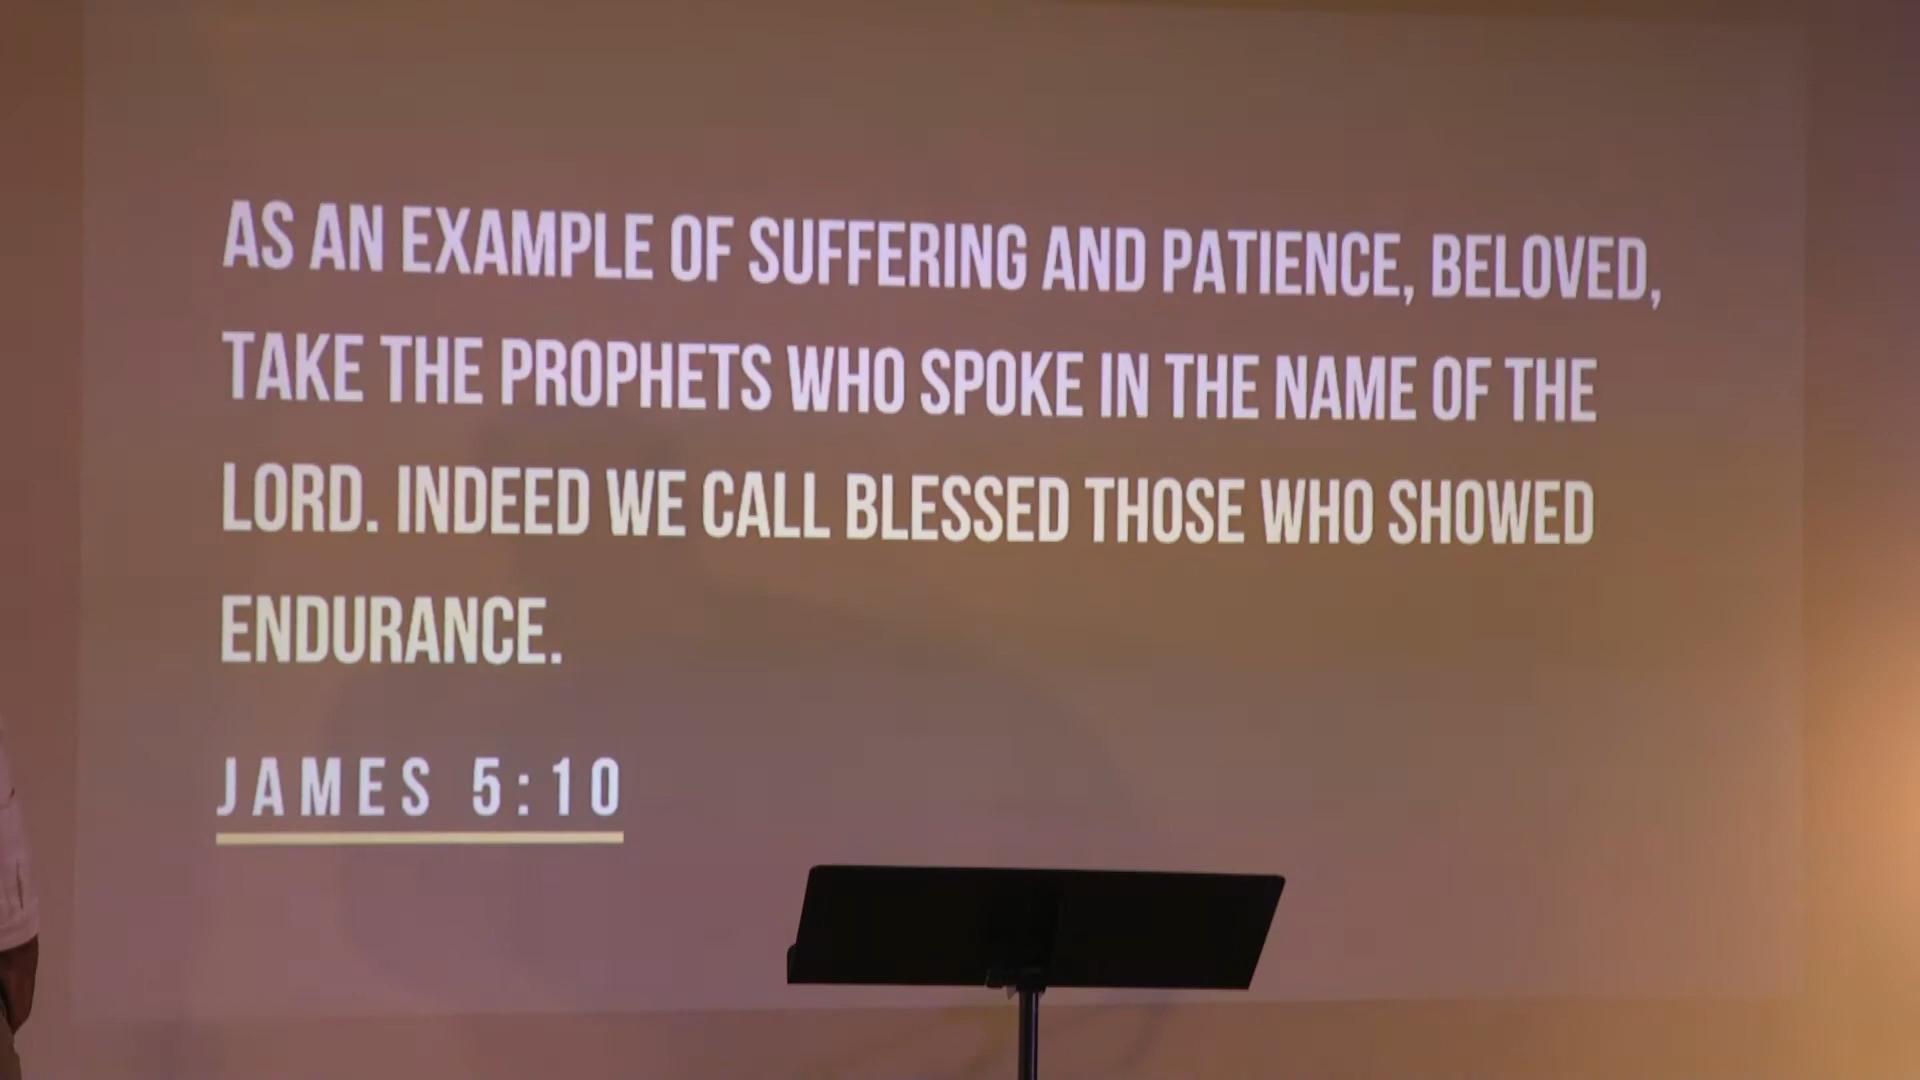 AS AN EXAMPLE OF SUFFERING AND PATIENCE, BELOVED,
TAKE THE PROPHETS WHO SPOKE IN THE NAME OF THE
LORD. INDEED WE CALL BLESSED THOSE WHO SHOWED
ENDURANCE.
JAMES 5:10